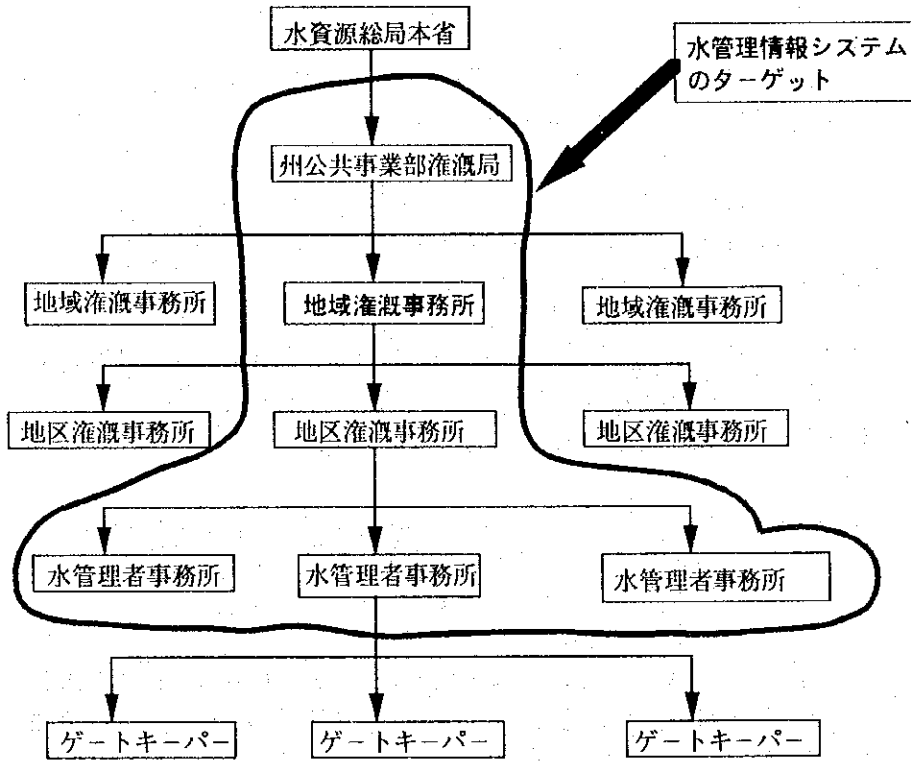 水資源総局本省
水管理情報システム
のターゲット
州公共事業部潅漑局
地域潅漑事務所
地域潅漑事務所
地域潅漑事務所
地区潅漑事務所
地区潅漑事務所
地区潅漑事務所
水管理者事務所
水管理者事務所
水管理者事務所
ゲートキーパー
ゲートキーパー
ゲートキーパー